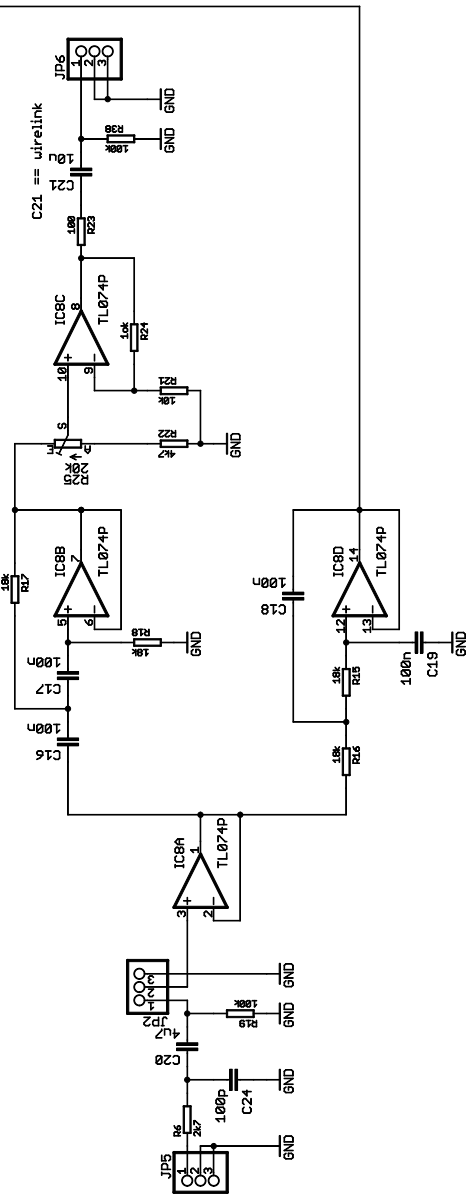 JP6
1
2
3
GND
R38
100k
GND
C21 == wirelink
10u
C21
100
R23
IC8C
TL074P
8
10
9
+
-
10k
R24
R21
10k
S
E
A
R25
20k
R22
4k7
GND
18k
R17
IC8B
TL074P
7
5
6
+
-
R18
18k
GND
100n
C17
100n
C16
IC8D
TL074P
14
12
13
+
-
100n
C18
100n
C19
GND
18k
R15
18k
R16
IC8A
TL074P
1
3
2
+
-
JP2
1
2
3
GND
R19
100k
GND
4u7
C20
100p
C24
GND
R6
2k7
JP5
1
2
3
GND